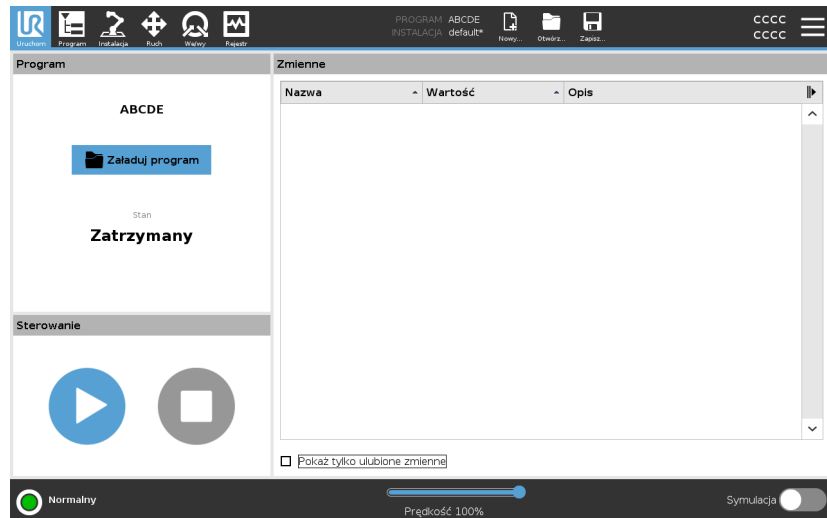 UR
Uruchom
Program
Instalacja
Ruch
We/wy
Rejestr
PROGRAM ABCDE
INSTALACJA default*
Nowy...
Otwórz...
Zapisz...
CCCC
CCCC
Program
ABCDE
Załaduj program
Stan
Zatrzymany
Sterowanie
Zmienne
Nazwa Wartość Opis
Pokaż tylko ulubione zmienne
Normalny
Prędkość 100%
Symulacja